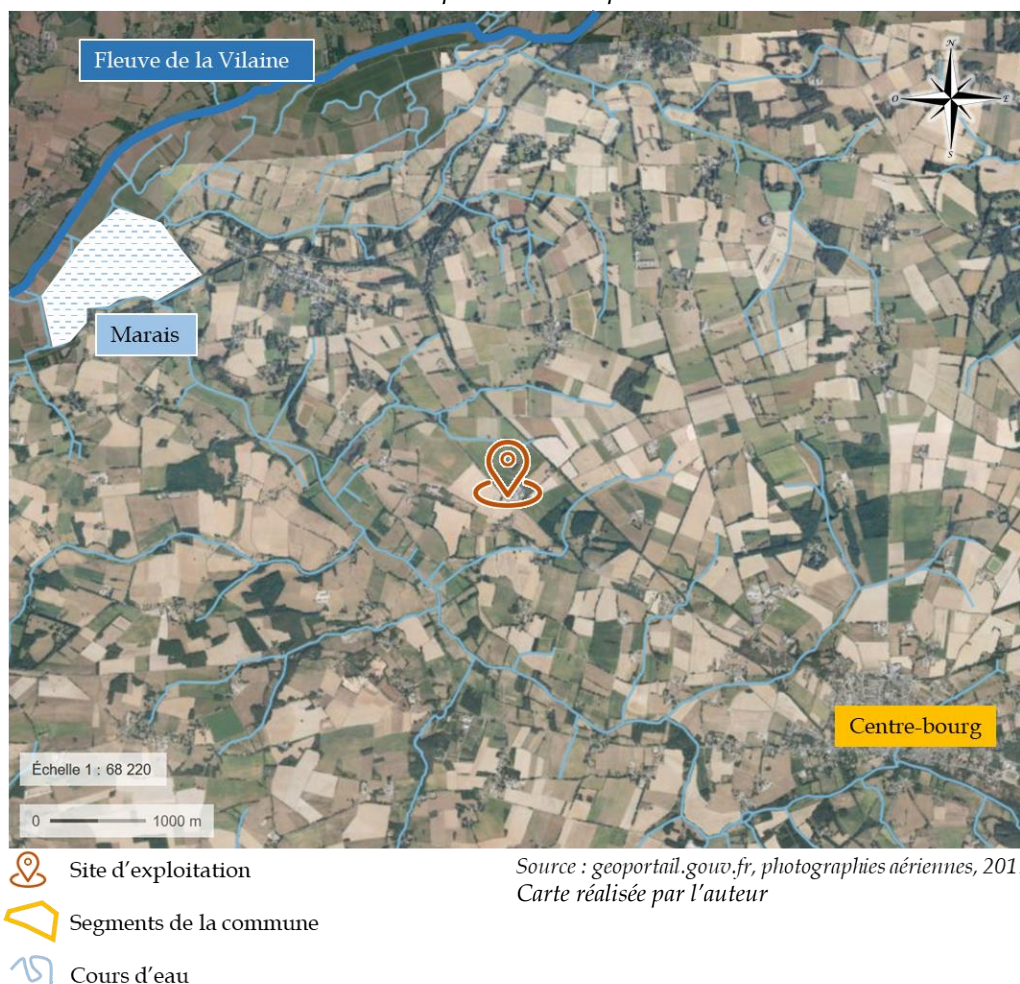 Fleuve de la Vilaine
N
O
E
S
Marais
Centre-bourg
Échelle 1 : 68 220
0 1000 m
Site d'exploitation
Segments de la commune
Cours d'eau
Source : geoportail.gouv.fr, photographies aériennes, 201
Carte réalisée par l'auteur